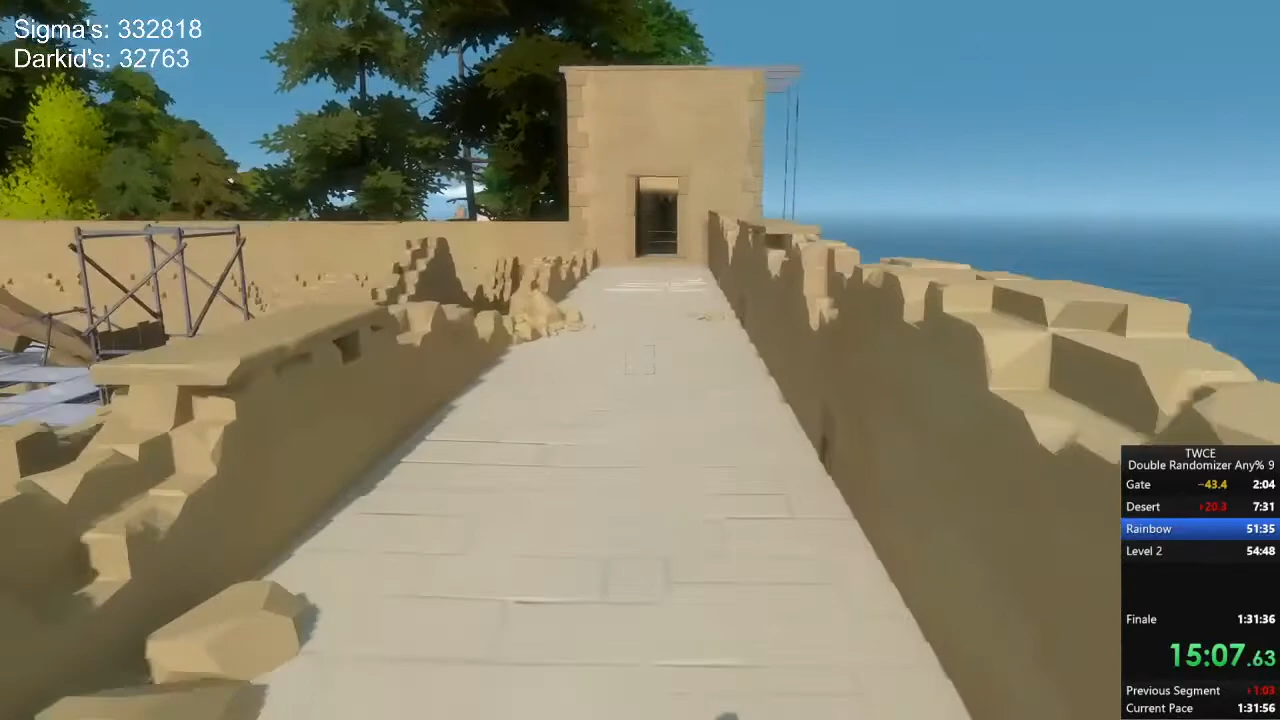 Sigma's: 332818
Darkid's: 32763
TWCE
Double Randomizer Any% 9
Gate -43.4 2:04
Desert +20.3 7:31
Rainbow 51:35
Level 2 54:48
Finale 1:31:36
15:07.63
Previous Segment +1:03
Current Pace 1:31:56